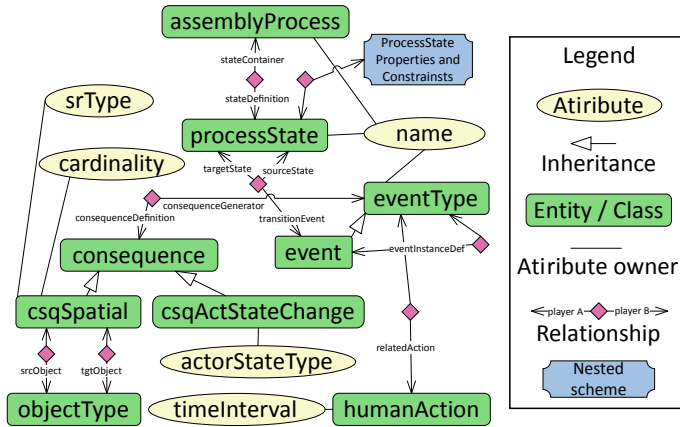 assemblyProcess
stateContainer
ProcessState
Properties and
Constrainsts
stateDefinition
srType
processState
name
cardinality
targetState
sourceState
consequenceGenerator
eventType
consequenceDefinition
transitionEvent
consequence
event
eventInstanceDef
csqSpatial
csqActStateChange
srcObject
tgtObject
actorStateType
relatedAction
objectType
timeInterval
humanAction
Legend
Atiribute
Inheritance
Entity / Class
Atiribute owner
player A
player B
Relationship
Nested
scheme